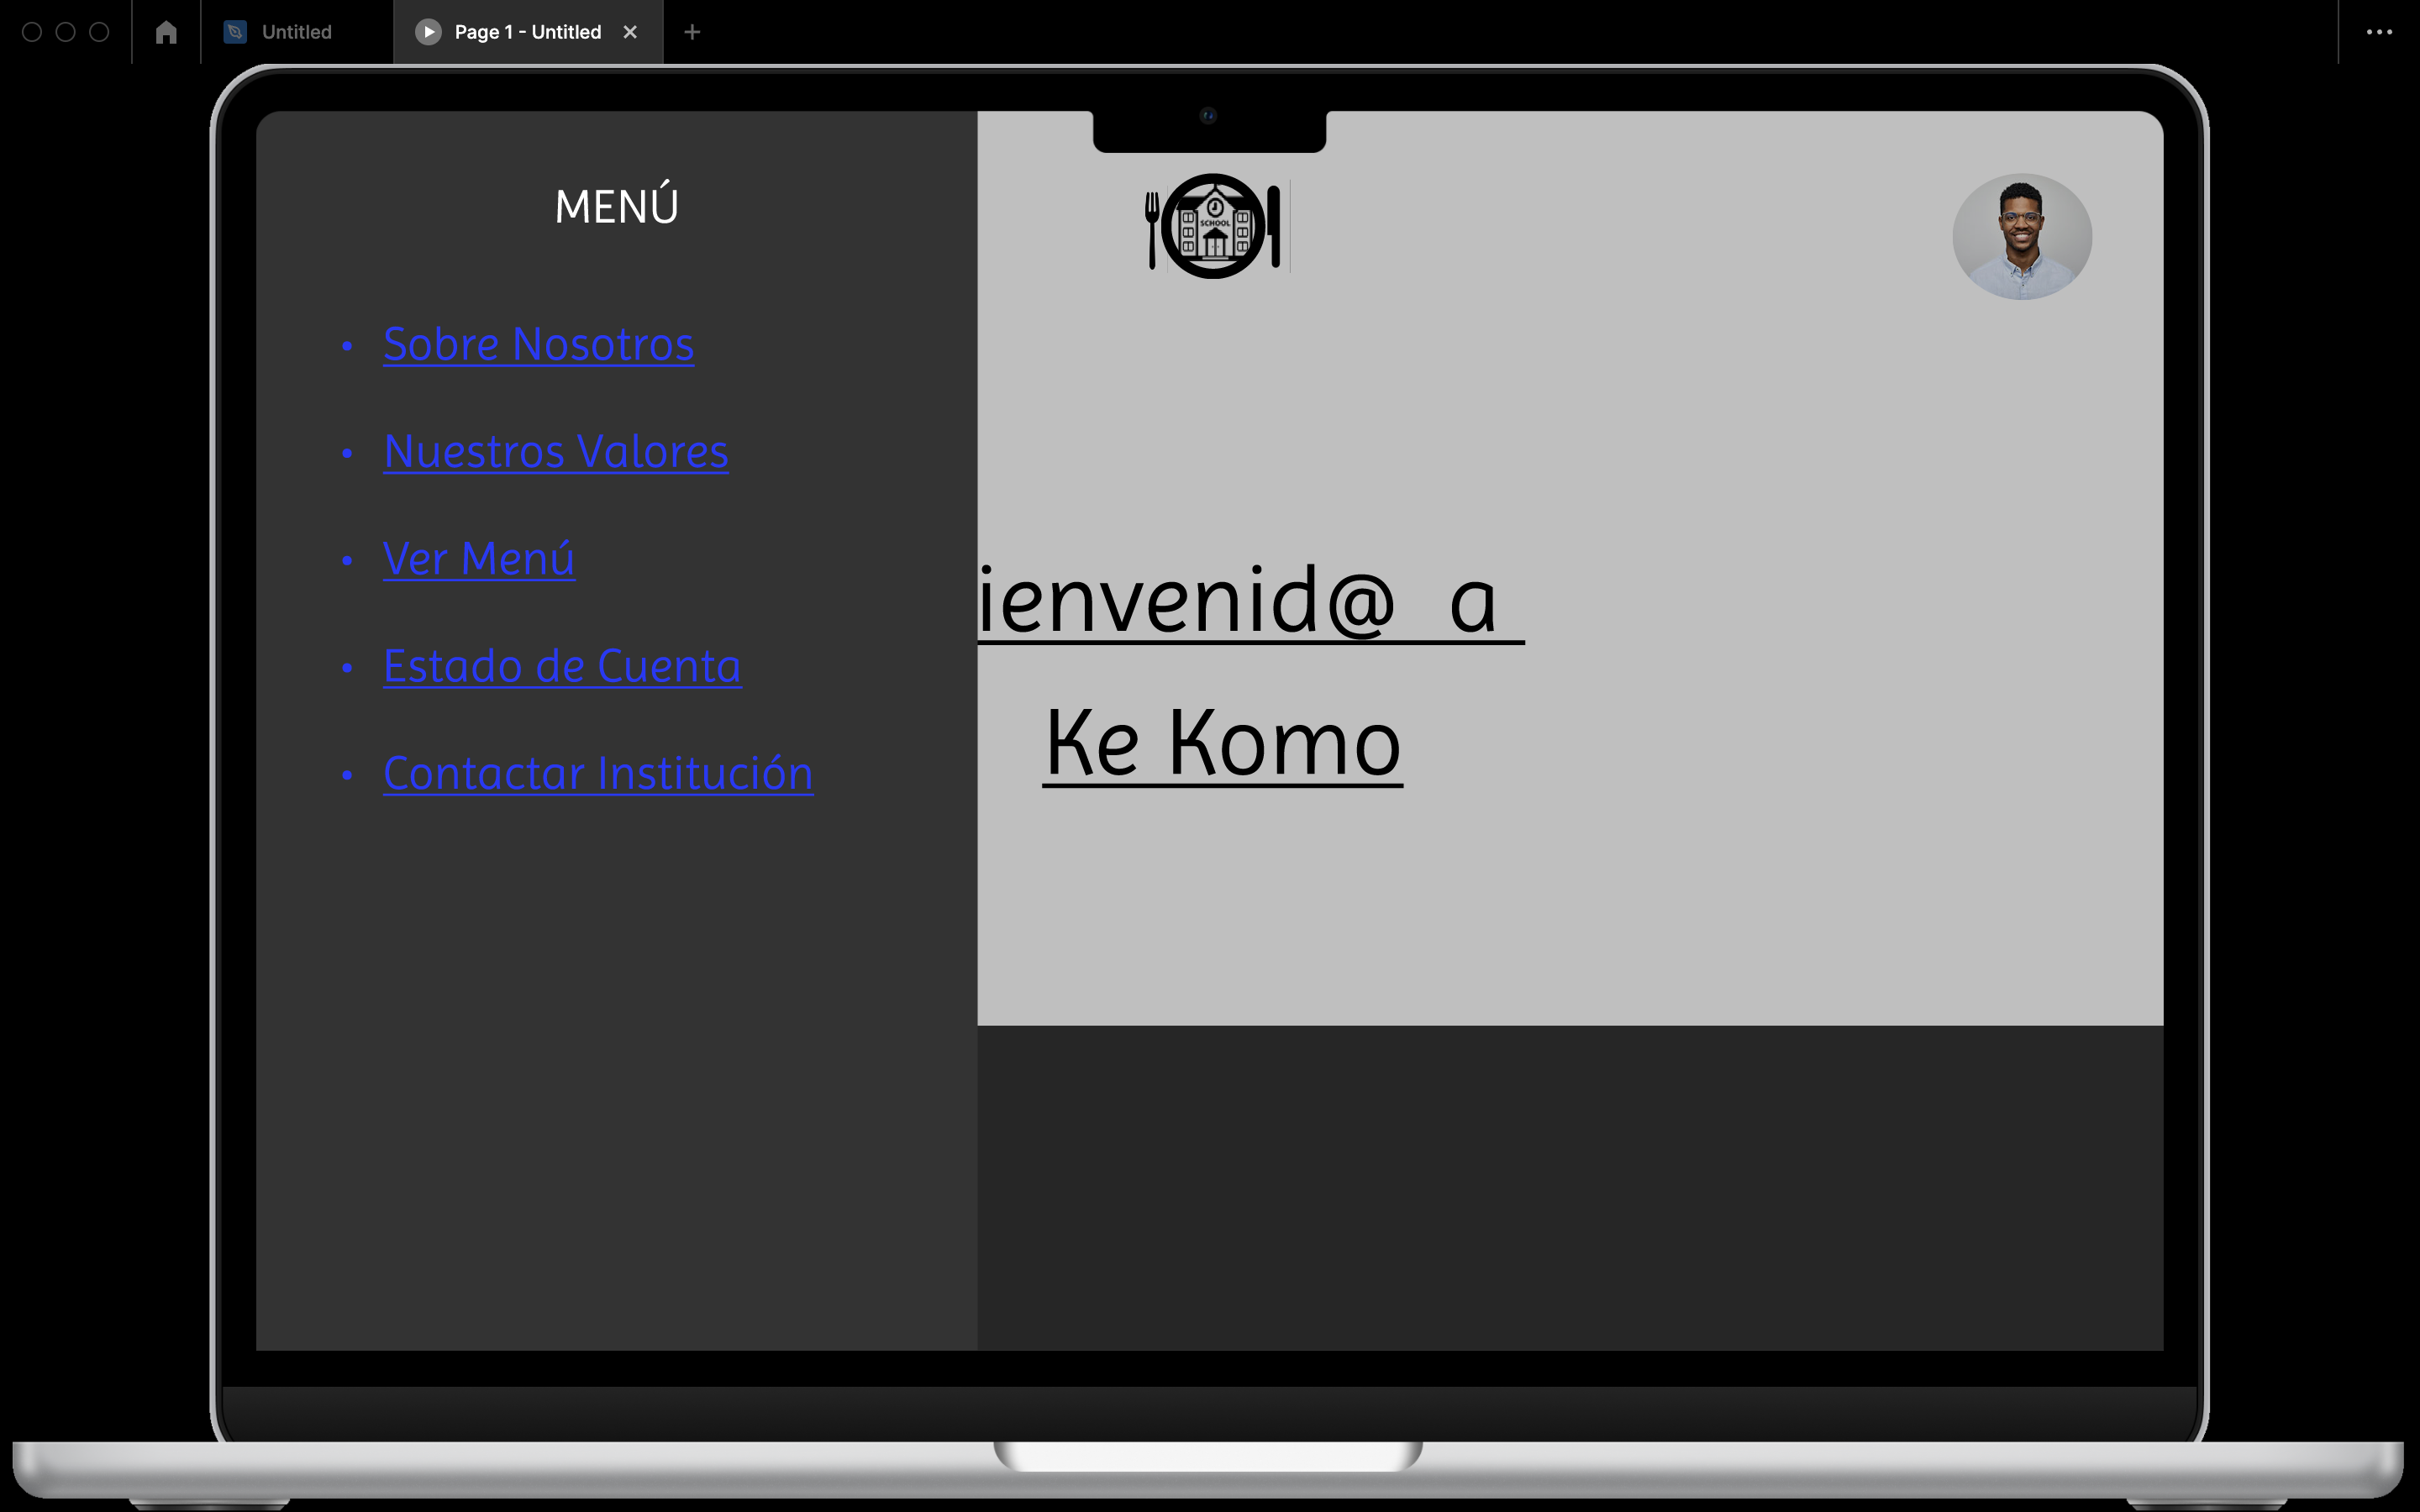 Untitled
Page 1 - Untitled
MENÚ
SCHOOL
• Sobre Nosotros
• Nuestros Valores
• Ver Menú
• Estado de Cuenta
• Contactar Institución
ienvenid@ a
Ke Komo